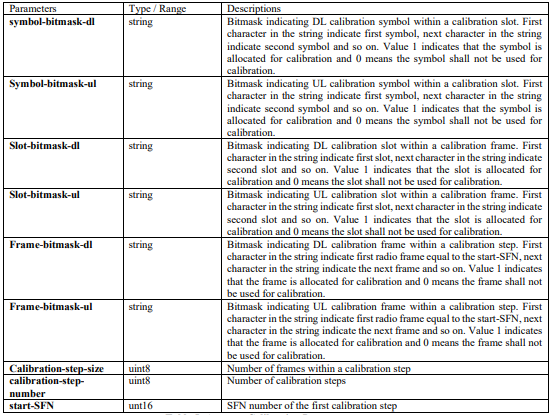 Parameters Type / Range Descriptions
symbol-bitmask-dl string Bitmask indicating DL calibration symbol within a calibration slot. First
character in the string indicate first symbol, next character in the string
indicate second symbol and so on. Value 1 indicates that the symbol is
allocated for calibration and 0 means the symbol shall not be used for
calibration.
Symbol-bitmask-ul string Bitmask indicating UL calibration symbol within a calibration slot. First
character in the string indicate first symbol, next character in the string
indicate second symbol and so on. Value 1 indicates that the symbol is
allocated for calibration and 0 means the symbol shall not be used for
calibration.
Slot-bitmask-dl string Bitmask indicating DL calibration slot within a calibration frame. First
character in the string indicate first slot, next character in the string indicate
second slot and so on. Value 1 indicates that the slot is allocated for
calibration and 0 means the slot shall not be used for calibration.
Slot-bitmask-ul string Bitmask indicating UL calibration slot within a calibration frame. First
character in the string indicate first slot, next character in the string indicate
second slot and so on. Value 1 indicates that the slot is allocated for
calibration and 0 means the slot shall not be used for calibration.
Frame-bitmask-dl string Bitmask indicating DL calibration frame within a calibration step. First
character in the string indicate first radio frame equal to the start-SFN, next
character in the string indicate the next frame and so on. Value 1 indicates
that the frame is allocated for calibration and 0 means the frame shall not
be used for calibration.
Frame-bitmask-ul string Bitmask indicating UL calibration frame within a calibration step. First
character in the string indicate first radio frame equal to the start-SFN, next
character in the string indicate the next frame and so on. Value 1 indicates
that the frame is allocated for calibration and 0 means the frame shall not
be used for calibration.
Calibration-step-size uint8 Number of frames within a calibration step
calibration-step- uint8 Number of calibration steps
number
start-SFN unt16 SFN number of the first calibration step